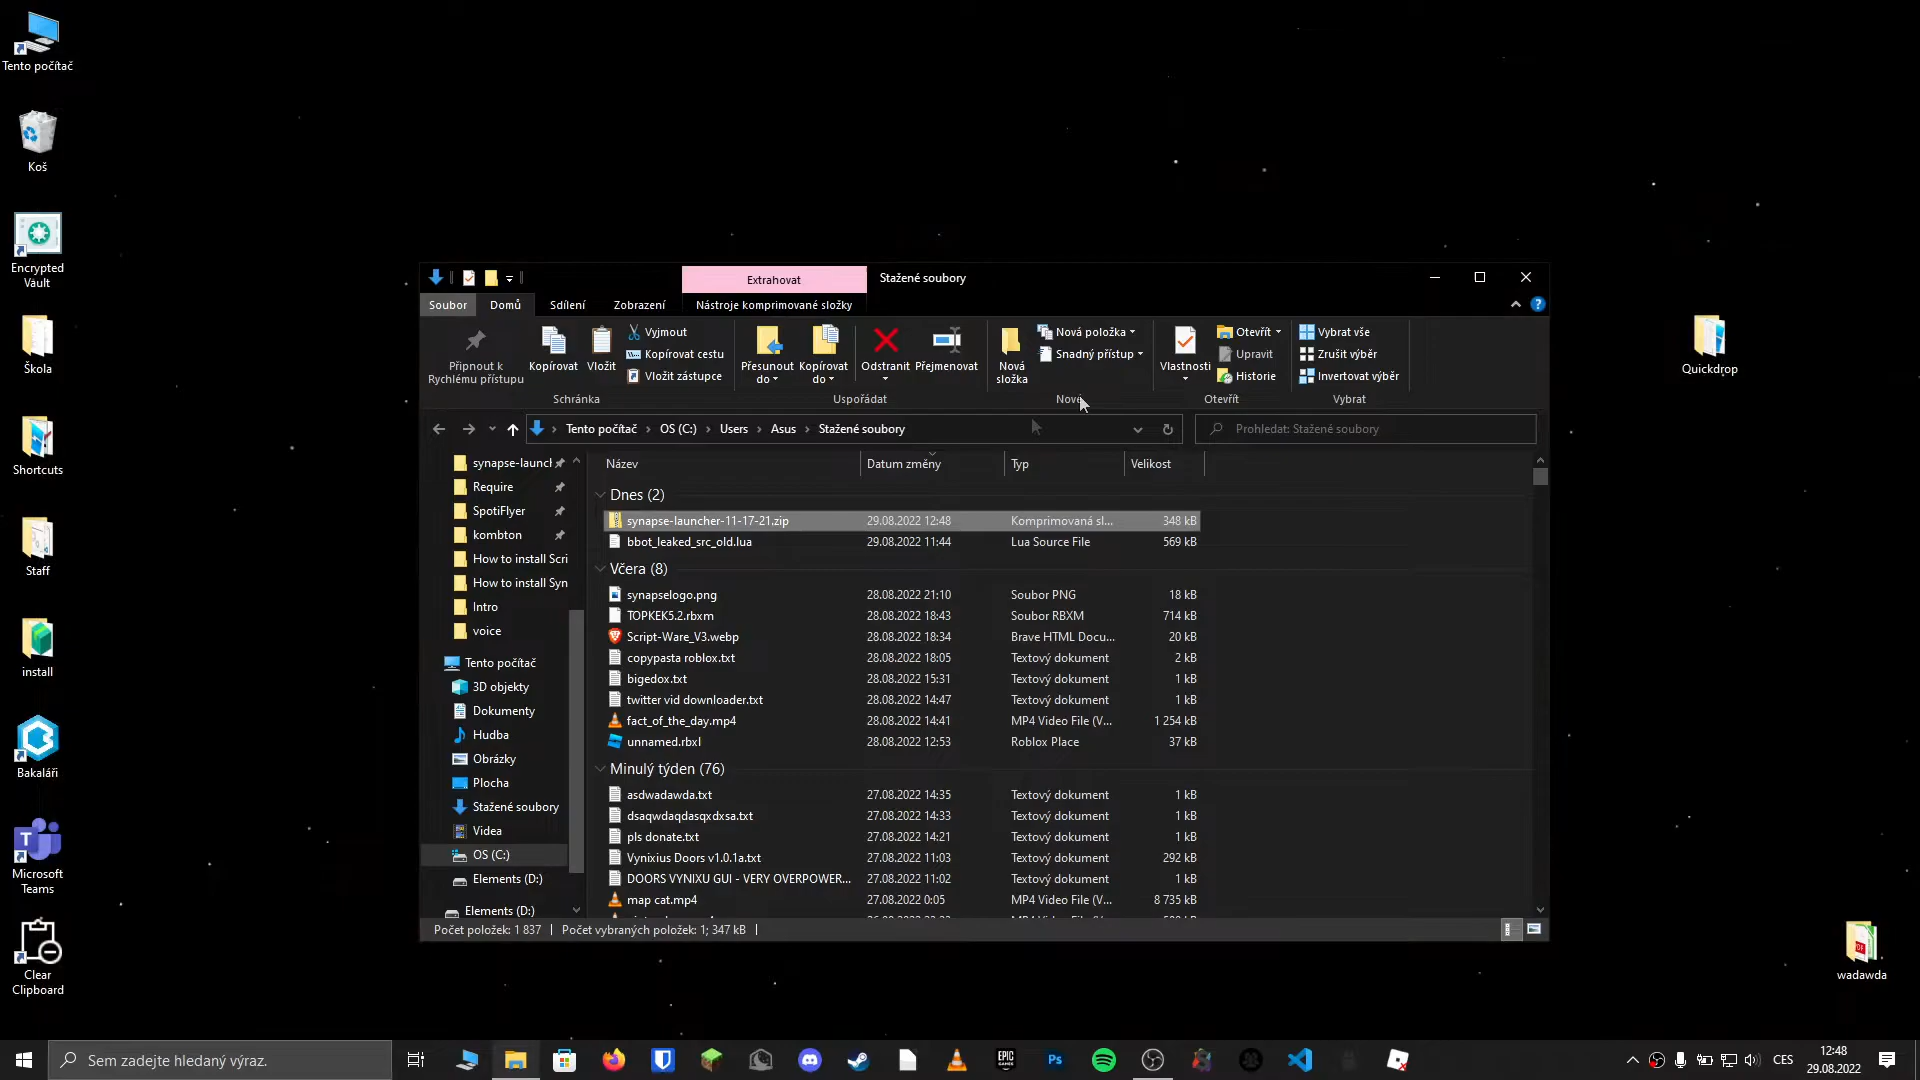 Tento počítač
Koš
Encrypted
Vault
Škola
Shortcuts
Staff
install
Bakaláři
Microsoft
Teams
Clear
Clipboard
Quickdrop
wadawda
Extrahovat
Stažené soubory
Soubor
Domů
Sdílení
Zobrazení
Nástroje komprimované složky
Připnout k
Rychlému přístupu
Kopírovat
Vložit
Vyjmout
Kopírovat cestu
Vložit zástupce
Schránka
Přesunout
do
Kopírovat
do
Odstranit
Přejmenovat
Uspořádat
Nová
složka
Nová položka
Snadný přístup
Nové
Vlastnosti
Otevřít
Upravit
Historie
Otevřít
Vybrat vše
Zrušit výběr
Invertovat výběr
Vybrat
Tento počítač
OS (C:)
Users
Asus
Stažené soubory
Prohledat: Stažené soubory
synapse-launcl
Require
SpotiFlyer
kombton
How to install Scri
How to install Syn
Intro
voice
Tento počítač
3D objekty
Dokumenty
Hudba
Obrázky
Plocha
Stažené soubory
Videa
OS (C:)
Elements (D:)
Elements (D:)
Název Datum změny Typ Velikost
Dnes (2)
synapse-launcher-11-17-21.zip 29.08.2022 12:48 Komprimovaná sl... 348 kB
bbot_leaked_src_old.lua 29.08.2022 11:44 Lua Source File 569 kB
Včera (8)
synapselogo.png 28.08.2022 21:10 Soubor PNG 18 kB
TOPKEK5.2.rbxm 28.08.2022 18:43 Soubor RBXM 714 kB
Script-Ware_V3.webp 28.08.2022 18:34 Brave HTML Docu... 20 kB
copypasta roblox.txt 28.08.2022 18:05 Textový dokument 2 kB
bigedox.txt 28.08.2022 15:31 Textový dokument 1 kB
twitter vid downloader.txt 28.08.2022 14:47 Textový dokument 1 kB
fact_of_the_day.mp4 28.08.2022 14:41 MP4 Video File (V... 1 254 kB
unnamed.rbxl 28.08.2022 12:53 Roblox Place 37 kB
Minulý týden (76)
asdwadawda.txt 27.08.2022 14:35 Textový dokument 1 kB
dsaqwdaqdasqxdxsa.txt 27.08.2022 14:33 Textový dokument 1 kB
pls donate.txt 27.08.2022 14:21 Textový dokument 1 kB
Vynixius Doors v1.0.1a.txt 27.08.2022 11:03 Textový dokument 292 kB
DOORS VYNIXU GUI - VERY OVERPOWER... 27.08.2022 11:02 Textový dokument 1 kB
map cat.mp4 27.08.2022 0:05 MP4 Video File (V... 8 735 kB
Počet položek: 1 837
Počet vybraných položek: 1; 347 kB
Sem zadejte hledaný výraz.
EPIC
GAMES
Ps
CES
12:48
29.08.2022